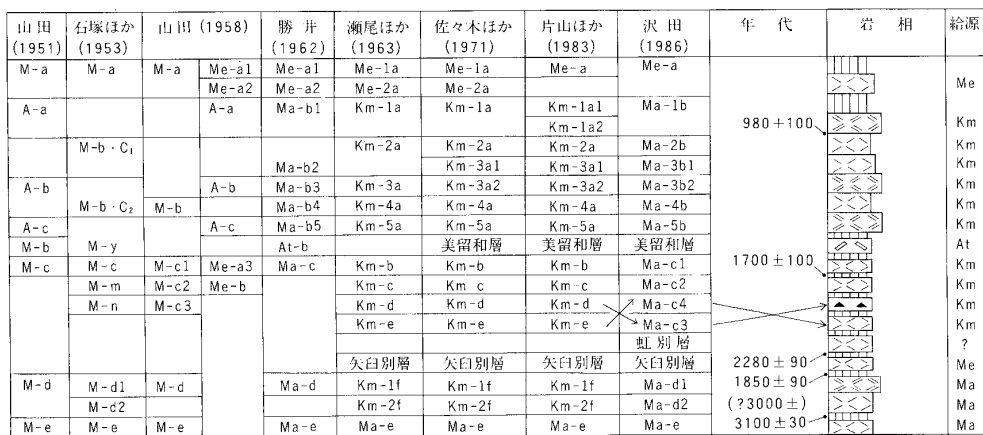 山田 石塚ほか 山田 (1958) 勝井 瀬尾ほか 佐々木ほか 片山ほか 沢田 年代 岩相 給源
(1951) (1953) (1962) (1963) (1971) (1983) (1986)
M-a M-a M-a Me-a1 Me-a1 Me-1a Me-1a Me-a Me-a
Me-a2 Me-a2 Me-2a Me-2a Me
A-a A-a Ma-b1 Km-1a Km-1a Km-1a1 Ma-1b
Km-1a2 980+100 Km
M-b・C₁ Km-2a Km-2a Km-2a Ma-2b Km
Ma-b2 Km-3a1 Km-3a1 Ma-3b1 Km
A-b A-b Ma-b3 Km-3a Km-3a2 Km-3a2 Ma-3b2 Km
M-b・C₂ M-b Ma-b4 Km-4a Km-4a Km-4a Ma-4b Km
A-c A-c Ma-b5 Km-5a Km-5a Km-5a Ma-5b Km
M-b M-y At-b 美留和層 美留和層 美留和層 At
M-c M-c M-c1 Me-a3 Ma-c Km-b Km-b Km-b Ma-c1 1700±100 Km
M-m M-c2 Me-b Km-c Km-c Km-c Ma-c2 Km
M-n M-c3 Km-d Km-d Km-d Ma-c4 Km
Km-e Km-e Km-e Ma-c3 Km
虹別層 ?
矢臼別層 矢臼別層 矢臼別層 矢臼別層 2280±90 Me
M-d M-d1 M-d Ma-d Km-1f Km-1f Km-1f Ma-d1 1850±90 Ma
M-d2 Km-2f Km-2f Km-2f Ma-d2 (?3000±) Ma
M-e M-e M-e Ma-e Ma-e Ma-e Ma-e Ma-e 3100±30 Ma